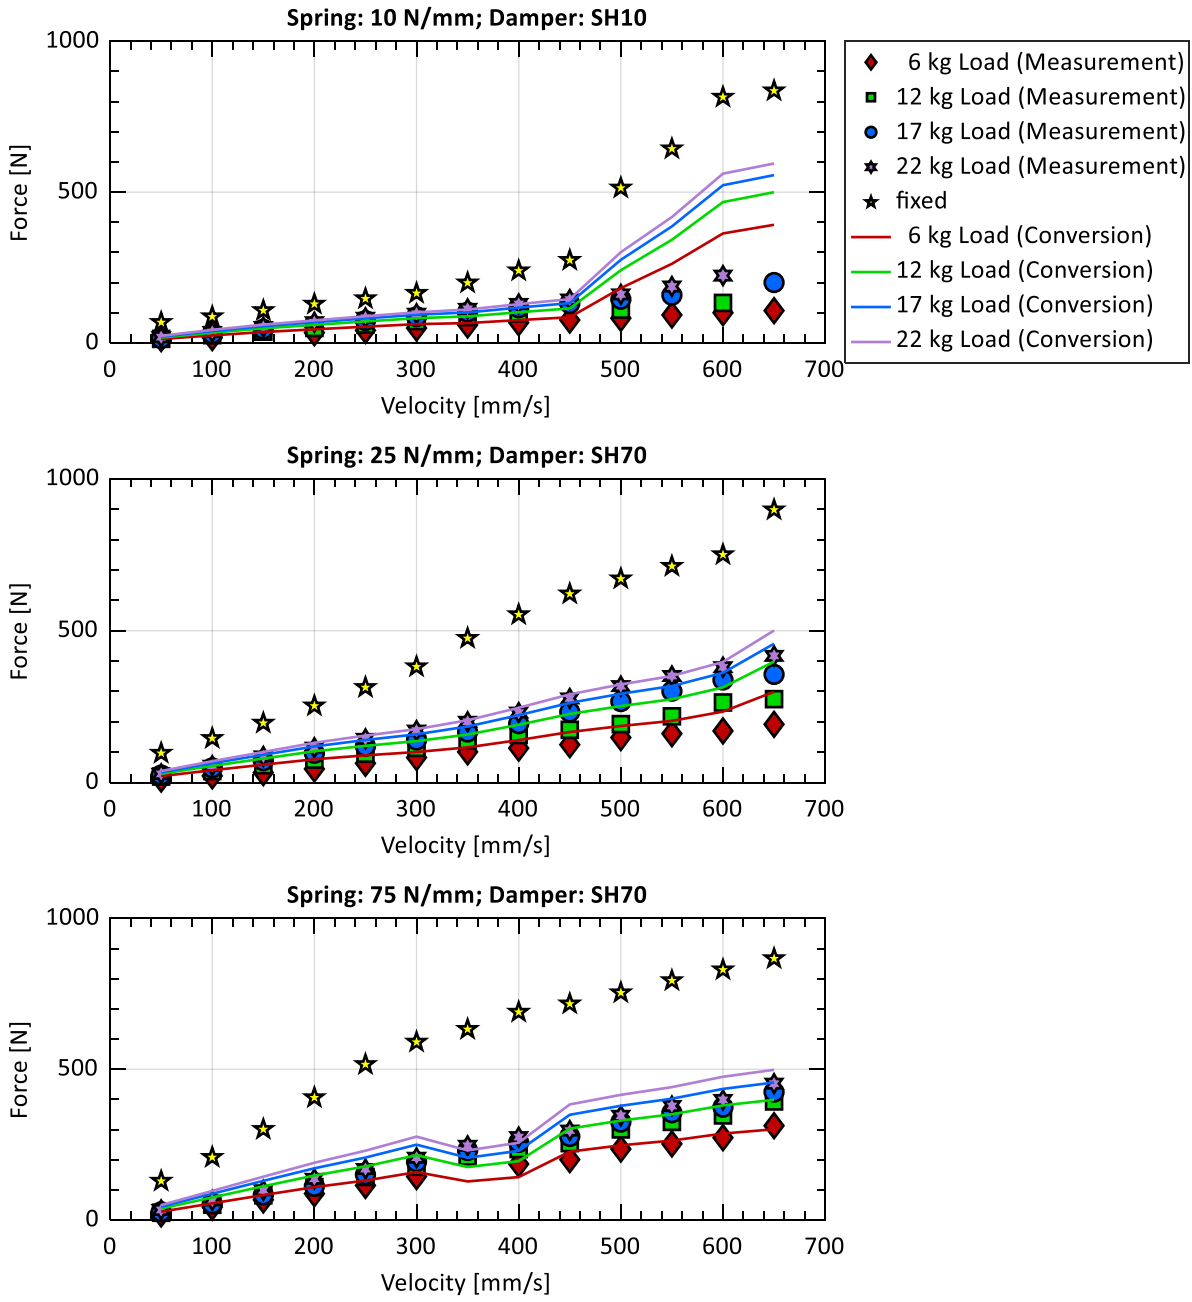 Spring: 10 N/mm; Damper: SH10
1000
500
0
Force [N]
0 100 200 300 400 500 600 700
Velocity [mm/s]
6 kg Load (Measurement)
12 kg Load (Measurement)
17 kg Load (Measurement)
22 kg Load (Measurement)
fixed
6 kg Load (Conversion)
12 kg Load (Conversion)
17 kg Load (Conversion)
22 kg Load (Conversion)
Spring: 25 N/mm; Damper: SH70
1000
500
0
Force [N]
0 100 200 300 400 500 600 700
Velocity [mm/s]
Spring: 75 N/mm; Damper: SH70
1000
500
0
Force [N]
0 100 200 300 400 500 600 700
Velocity [mm/s]